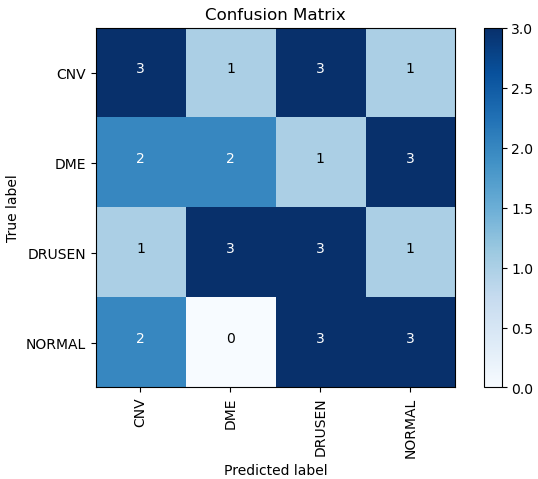 Confusion Matrix
True label
CNV 3 1 3 1
DME 2 2 1 3
DRUSEN 1 3 3 1
NORMAL 2 0 3 3
CNV DME DRUSEN NORMAL
Predicted label
3.0
2.5
2.0
1.5
1.0
0.5
0.0